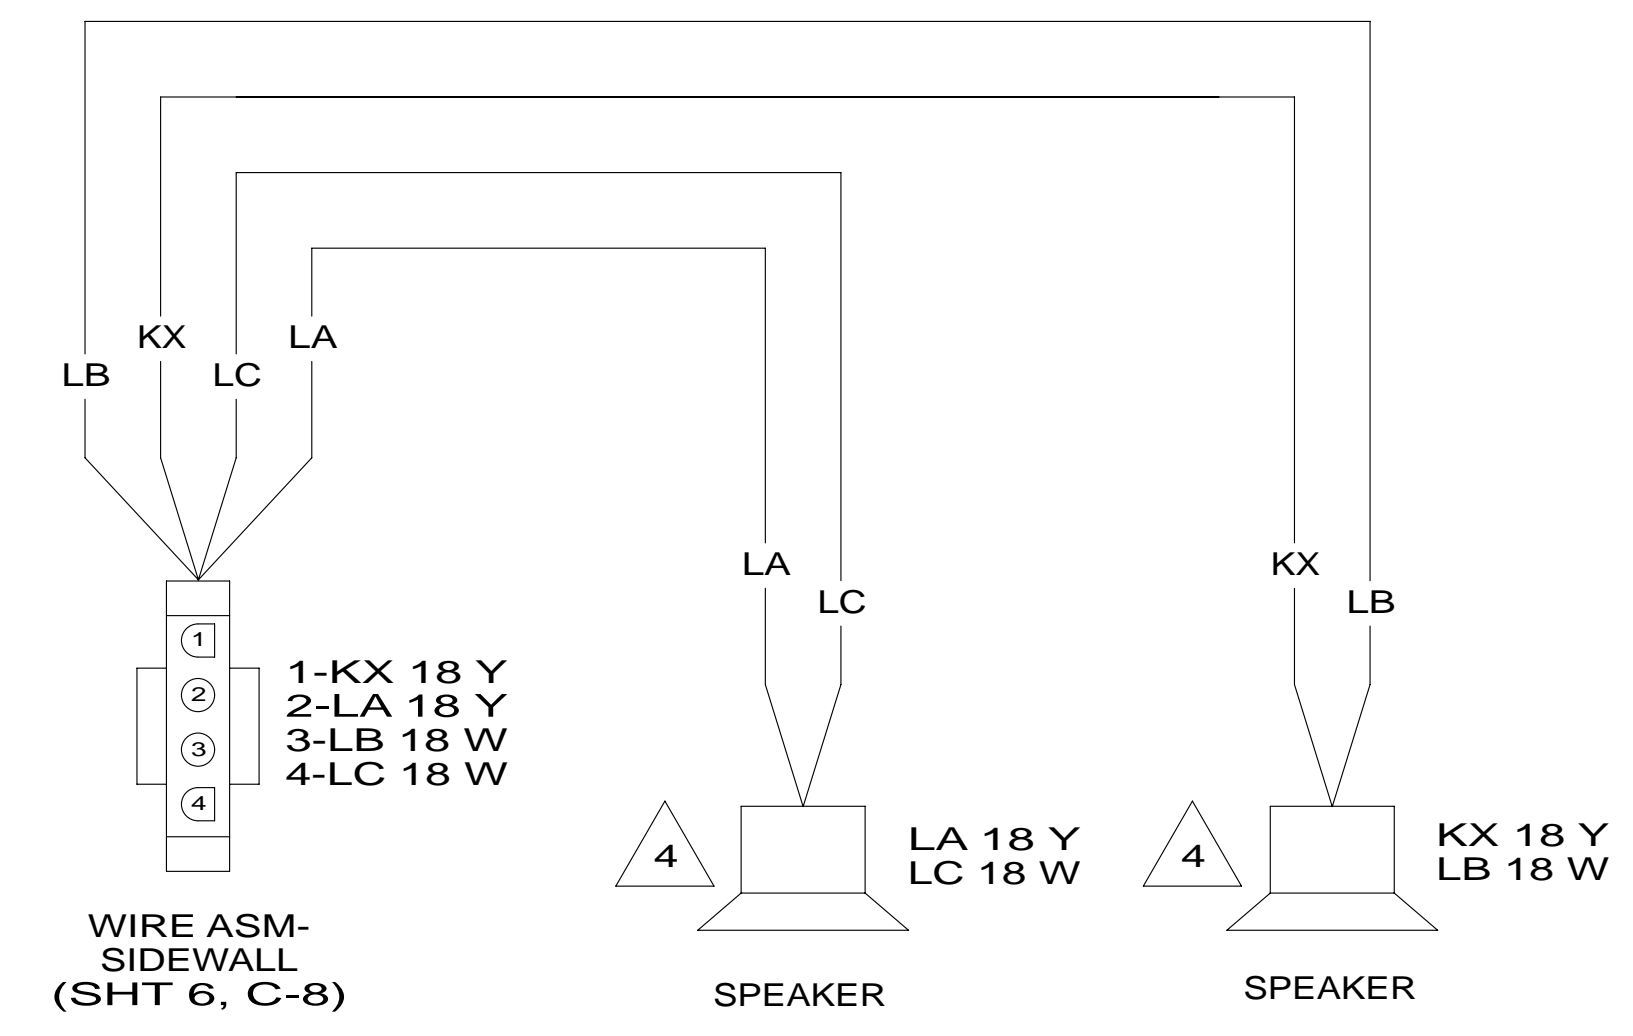 KX
LA
LB
LC
LA
KX
LC
LB
1
2
3
4
1-KX 18 Y
2-LA 18 Y
3-LB 18 W
4-LC 18 W
4
LA 18 Y
LC 18 W
4
KX 18 Y
LB 18 W
WIRE ASM-
SIDEWALL
(SHT 6, C-8)
SPEAKER
SPEAKER